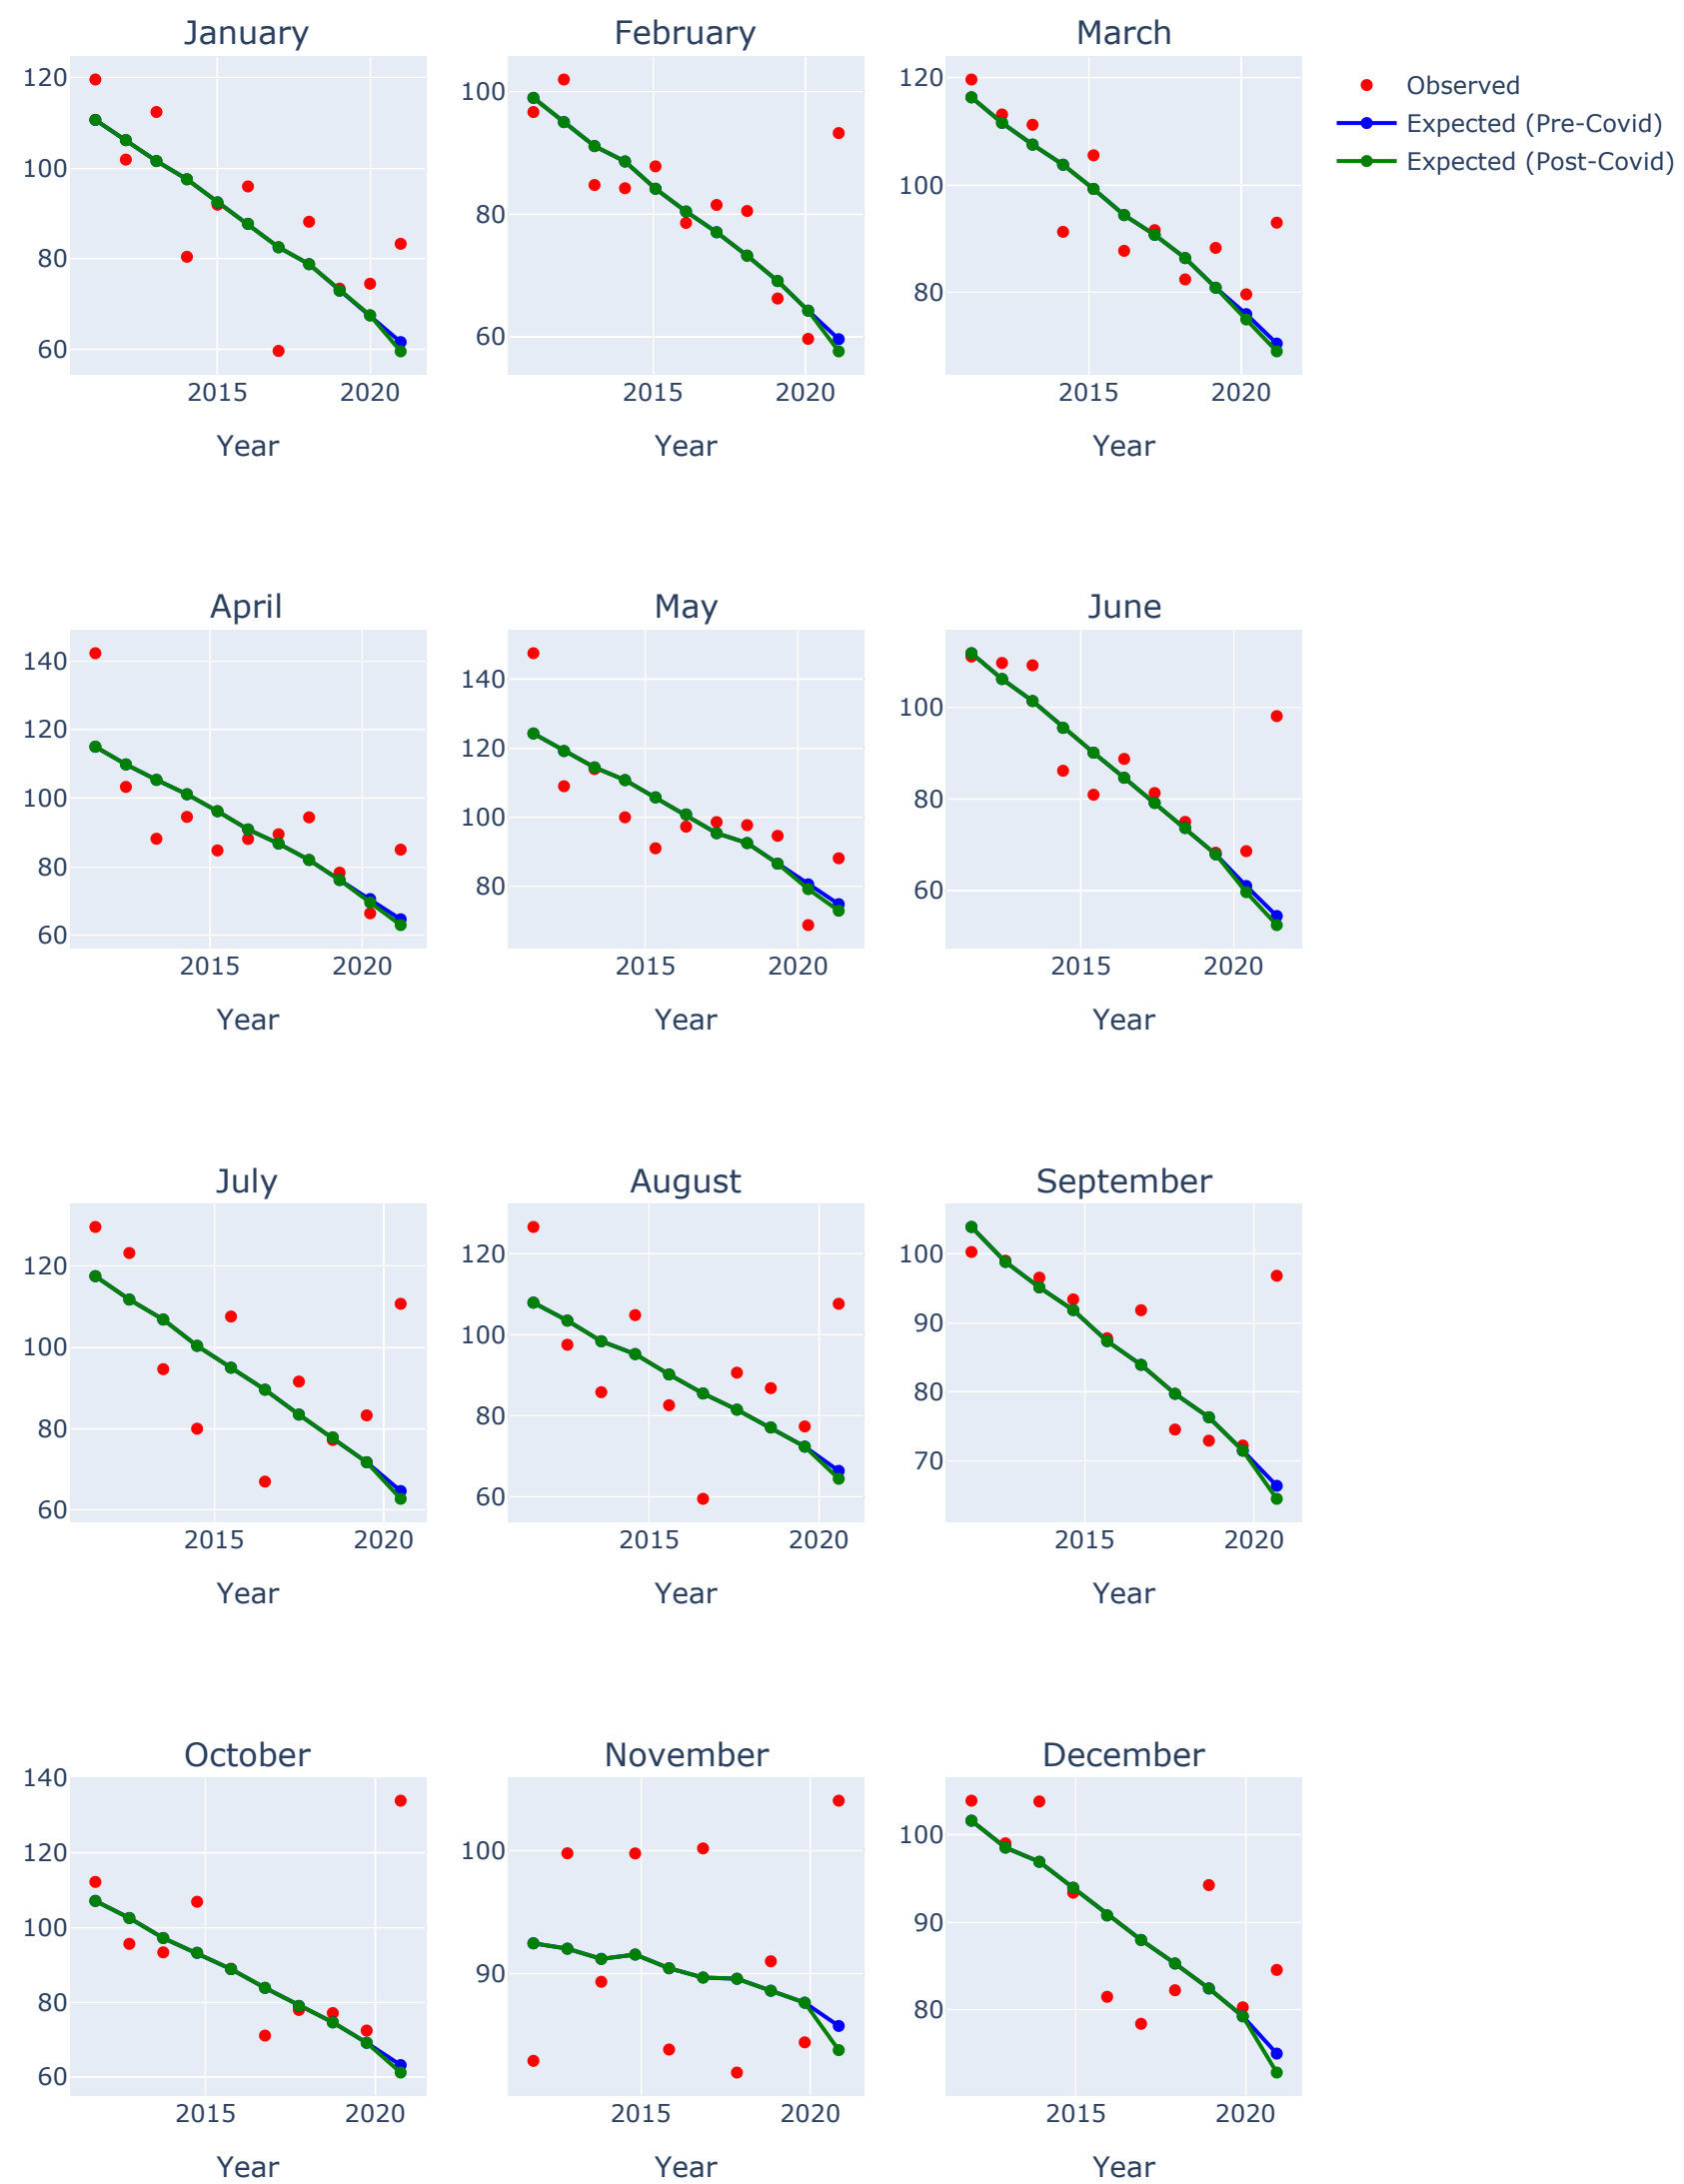 January February March
120
100
80
60
2015 2020
Year
100
80
60
2015 2020
Year
120
100
80
2015 2020
Year
Observed
Expected (Pre-Covid)
Expected (Post-Covid)
April May June
140
120
100
80
60
2015 2020
Year
140
120
100
80
2015 2020
Year
100
80
60
2015 2020
Year
July August September
120
100
80
60
2015 2020
Year
120
100
80
60
2015 2020
Year
100
90
80
70
2015 2020
Year
October November December
140
120
100
80
60
2015 2020
Year
100
90
2015 2020
Year
100
90
80
2015 2020
Year